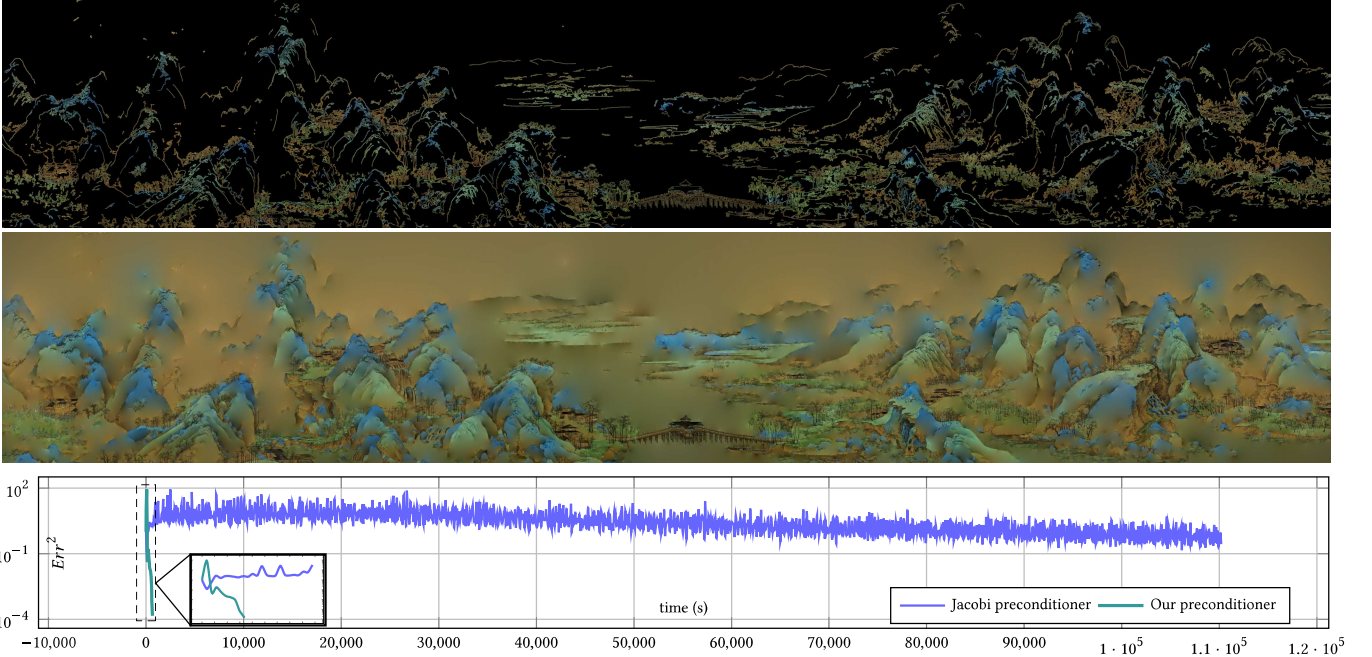 10^2
10^-1
10^-4
Err^2
time (s)
Jacobi preconditioner Our preconditioner
−10,000 0 10,000 20,000 30,000 40,000 50,000 60,000 70,000 80,000 90,000 1 · 10^5 1.1 · 10^5 1.2 · 10^5